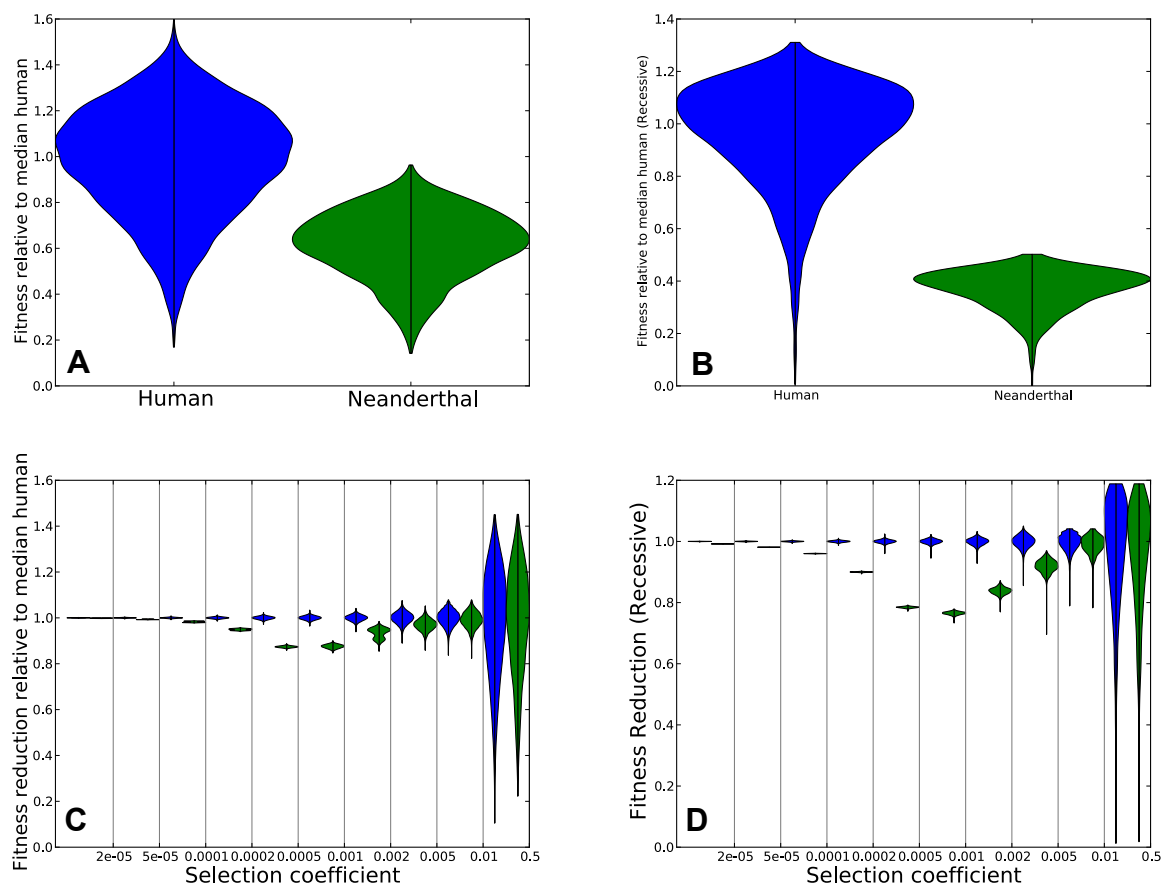 Fitness relative to median human
1.6
1.4
1.2
1.0
0.8
0.6
0.4
0.2
0.0
A
Human Neanderthal
Fitness relative to median human (Recessive)
1.4
1.2
1.0
0.8
0.6
0.4
0.2
0.0
B
Human Neanderthal
Fitness reduction relative to median human
1.6
1.4
1.2
1.0
0.8
0.6
0.4
0.2
0.0
C
2e-05 5e-05 0.0001 0.0002 0.0005 0.001 0.002 0.005 0.01 0.5
Selection coefficient
Fitness Reduction (Recessive)
1.2
1.0
0.8
0.6
0.4
0.2
0.0
D
2e-05 5e-05 0.0001 0.0002 0.0005 0.001 0.002 0.005 0.01 0.5
Selection coefficient